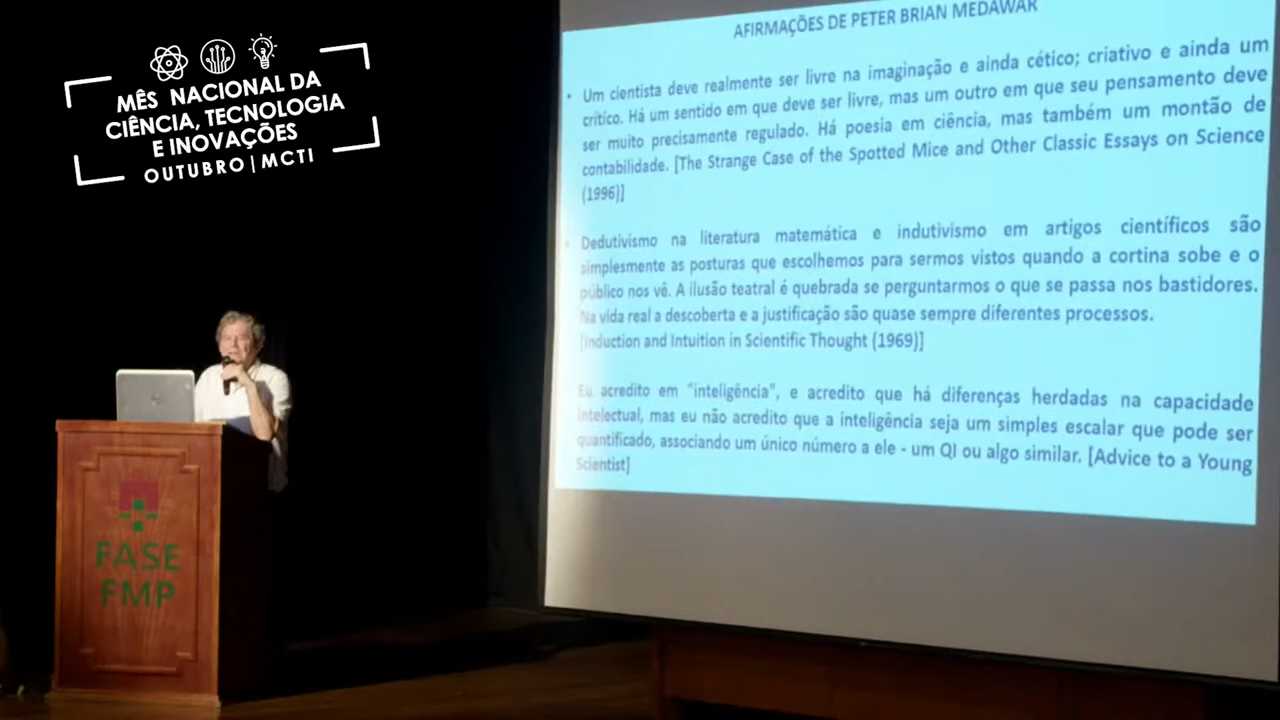 MÊS NACIONAL DA
CIÊNCIA, TECNOLOGIA
E INOVAÇÕES
OUTUBRO|MCTI
FASE
FMP
AFIRMAÇÕES DE PETER BRIAN MEDAWAR
• Um cientista deve realmente ser livre na imaginação e ainda cético; criativo e ainda um
crítico. Há um sentido em que deve ser livre, mas um outro em que seu pensamento deve
ser muito precisamente regulado. Há poesia em ciência, mas também um montão de
contabilidade. [The Strange Case of the Spotted Mice and Other Classic Essays on Science
(1996)]
• Dedutivismo na literatura matemática e indutivismo em artigos científicos são
simplesmente as posturas que escolhemos para sermos vistos quando a cortina sobe e o
público nos vê. A ilusão teatral é quebrada se perguntarmos o que se passa nos bastidores.
Na vida real a descoberta e a justificação são quase sempre diferentes processos.
[Induction and Intuition in Scientific Thought (1969)]
Eu acredito em "inteligência", e acredito que há diferenças herdadas na capacidade
intelectual, mas eu não acredito que a inteligência seja um simples escalar que pode ser
quantificado, associando um único número a ele - um QI ou algo similar. [Advice to a Young
Scientist]